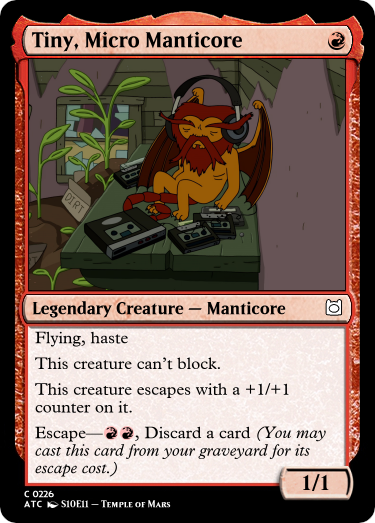 Tiny, Micro Manticore
DIRT
Legendary Creature — Manticore
Flying, haste
This creature can't block.
This creature escapes with a +1/+1
counter on it.
Escape—, Discard a card (You may
cast this card from your graveyard for its
escape cost.)
1/1
C 0226
ATC S10E11 – Temple of Mars